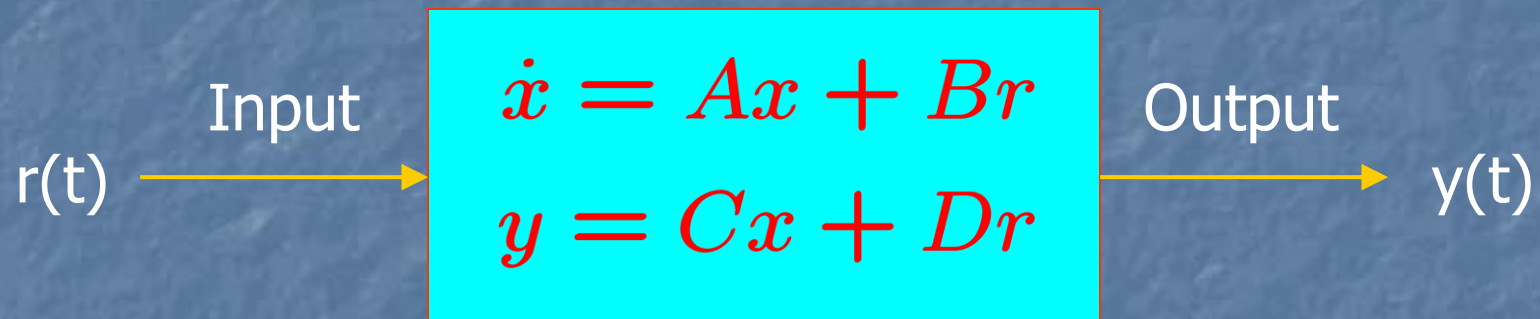 Input
r(t)
ẋ = Ax + Br
y = Cx + Dr
Output
y(t)